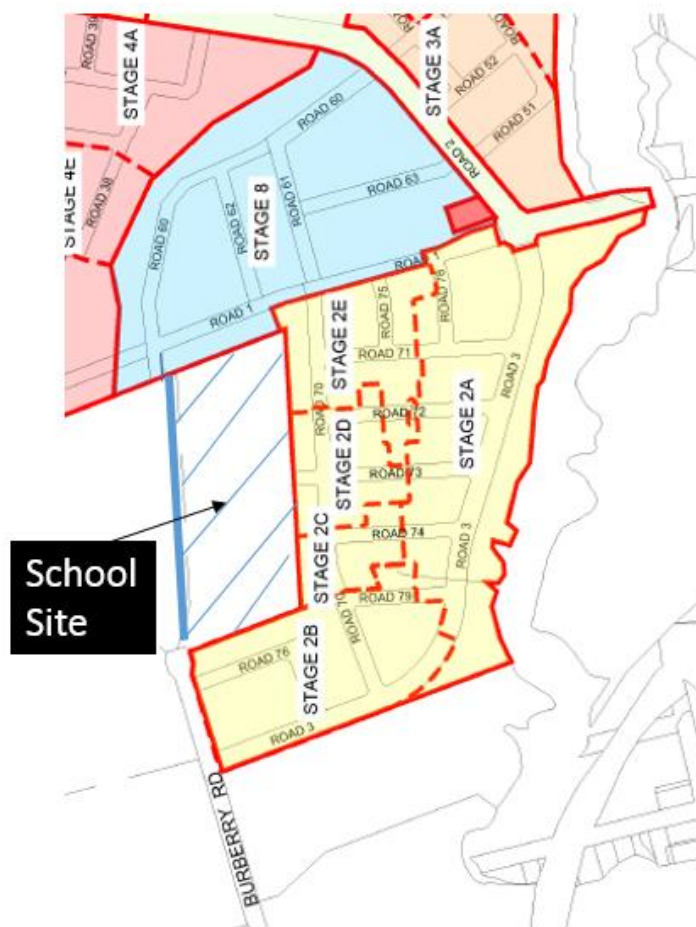 ROAD 39
STAGE 4A
STAGE 3A
ROAD 52
ROAD 51
ROAD 60
ROAD 2
STAGE 4E
ROAD 38
ROAD 61
ROAD 63
ROAD 62
STAGE 8
ROAD 60
ROAD 1
ROAD 75
ROAD 76
STAGE 2E
ROAD 71
ROAD 3
ROAD 70
ROAD 72
STAGE 2A
STAGE 2D
ROAD 73
ROAD 74
ROAD 3
STAGE 2C
School
Site
ROAD 79
ROAD 70
STAGE 2B
ROAD 76
ROAD 3
BURBERRY RD